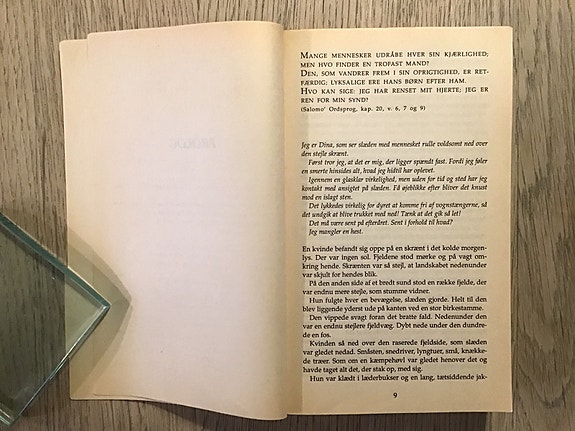 MANGE MENNESKER UDRÅBE HVER SIN KJÆRLIGHED;
MEN HVO FINDER EN TROFAST MAND?
DEN, SOM VANDRER FREM I SIN OPRIGTIGHED, ER RET-
FÆRDIG; LYKSALIGE ERE HANS BØRN EFTER HAM.
HVO KAN SIGE: JEG HAR RENSET MIT HJERTE; JEG ER
REN FOR MIN SYND?
(Salomo' Ordsprog, kap. 20, v. 6, 7 og 9)
Jeg er Dina, som ser slæden med mennesket rulle voldsomt ned over
den stejle skrænt.
Først tror jeg, at det er mig, der ligger spændt fast. Fordi jeg føler
en smerte hinsides alt, hvad jeg hidtil har oplevet.
Igennem en glasklar virkelighed, men uden for tid og sted har jeg
kontakt med ansigtet på slæden. Få øjeblikke efter bliver det knust
mod en isslagt sten.
Det lykkedes virkelig for dyret at komme fri af vognstængerne, så
det undgik at blive trukket med ned! Tænk at det gik så let!
Det må være sent på efteråret. Sent i forhold til hvad?
Jeg mangler en hest.
En kvinde befandt sig oppe på en skrænt i det kolde morgen-
lys. Der var ingen sol. Fjeldene stod mørke og på vagt om-
kring hende. Skrænten var så stejl, at landskabet nedenunder
var skjult for hendes blik.
På den anden side af et bredt sund stod en række fjelde, der
var endnu mere stejle, som stumme vidner.
Hun fulgte hver en bevægelse, slæden gjorde. Helt til den
blev liggende yderst ude på kanten ved en stor birkestamme.
Den vippede svagt foran det bratte fald. Nedenunder den
var en endnu stejlere fjeldvæg. Dybt nede under den dundre-
de en fos.
Kvinden så ned over den raserede fjeldside, som slæden
var gledet nedad. Småsten, snedriver, lyngtuer, små, knække-
de træer. Som om en kæmpehøvl var gledet henover det og
havde taget alt det, der stak op, med sig.
Hun var klædt i læderbukser og en lang, tætsiddende jak-
9